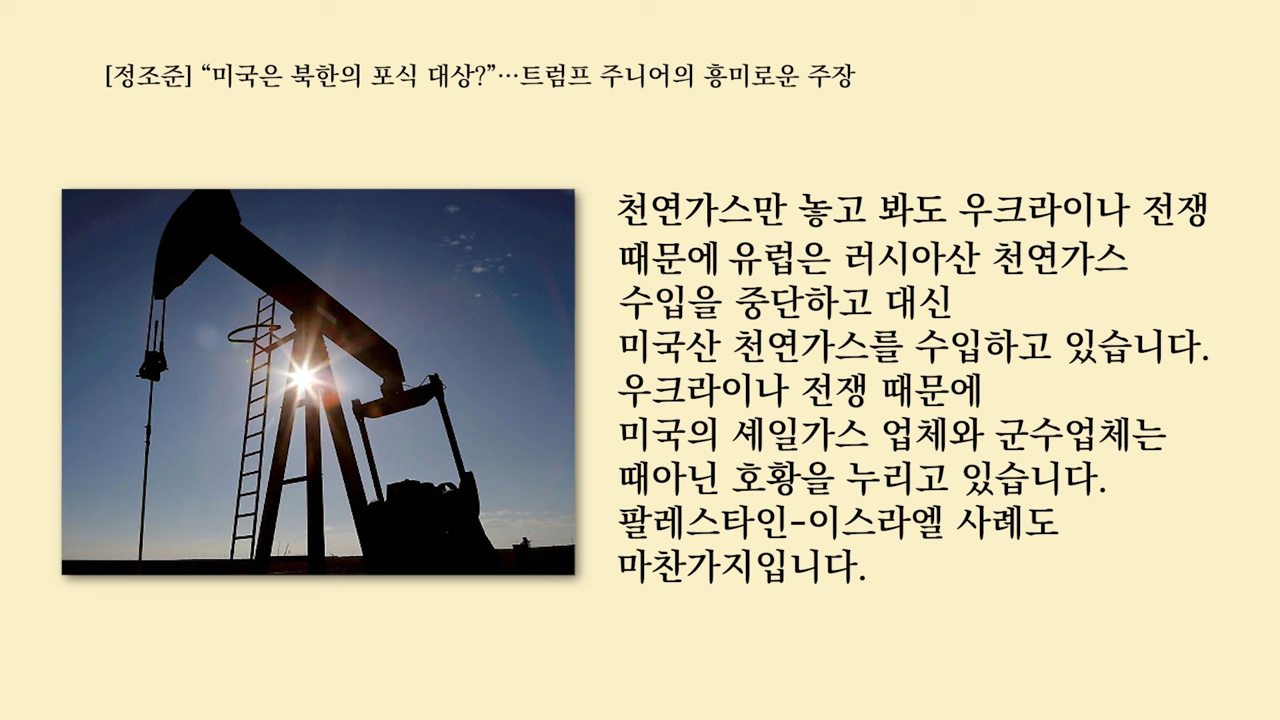 [정조준] “미국은 북한의 포식 대상?”…트럼프 주니어의 흥미로운 주장
천연가스만 놓고 봐도 우크라이나 전쟁
때문에 유럽은 러시아산 천연가스
수입을 중단하고 대신
미국산 천연가스를 수입하고 있습니다.
우크라이나 전쟁 때문에
미국의 셰일가스 업체와 군수업체는
때아닌 호황을 누리고 있습니다.
팔레스타인-이스라엘 사례도
마찬가지입니다.